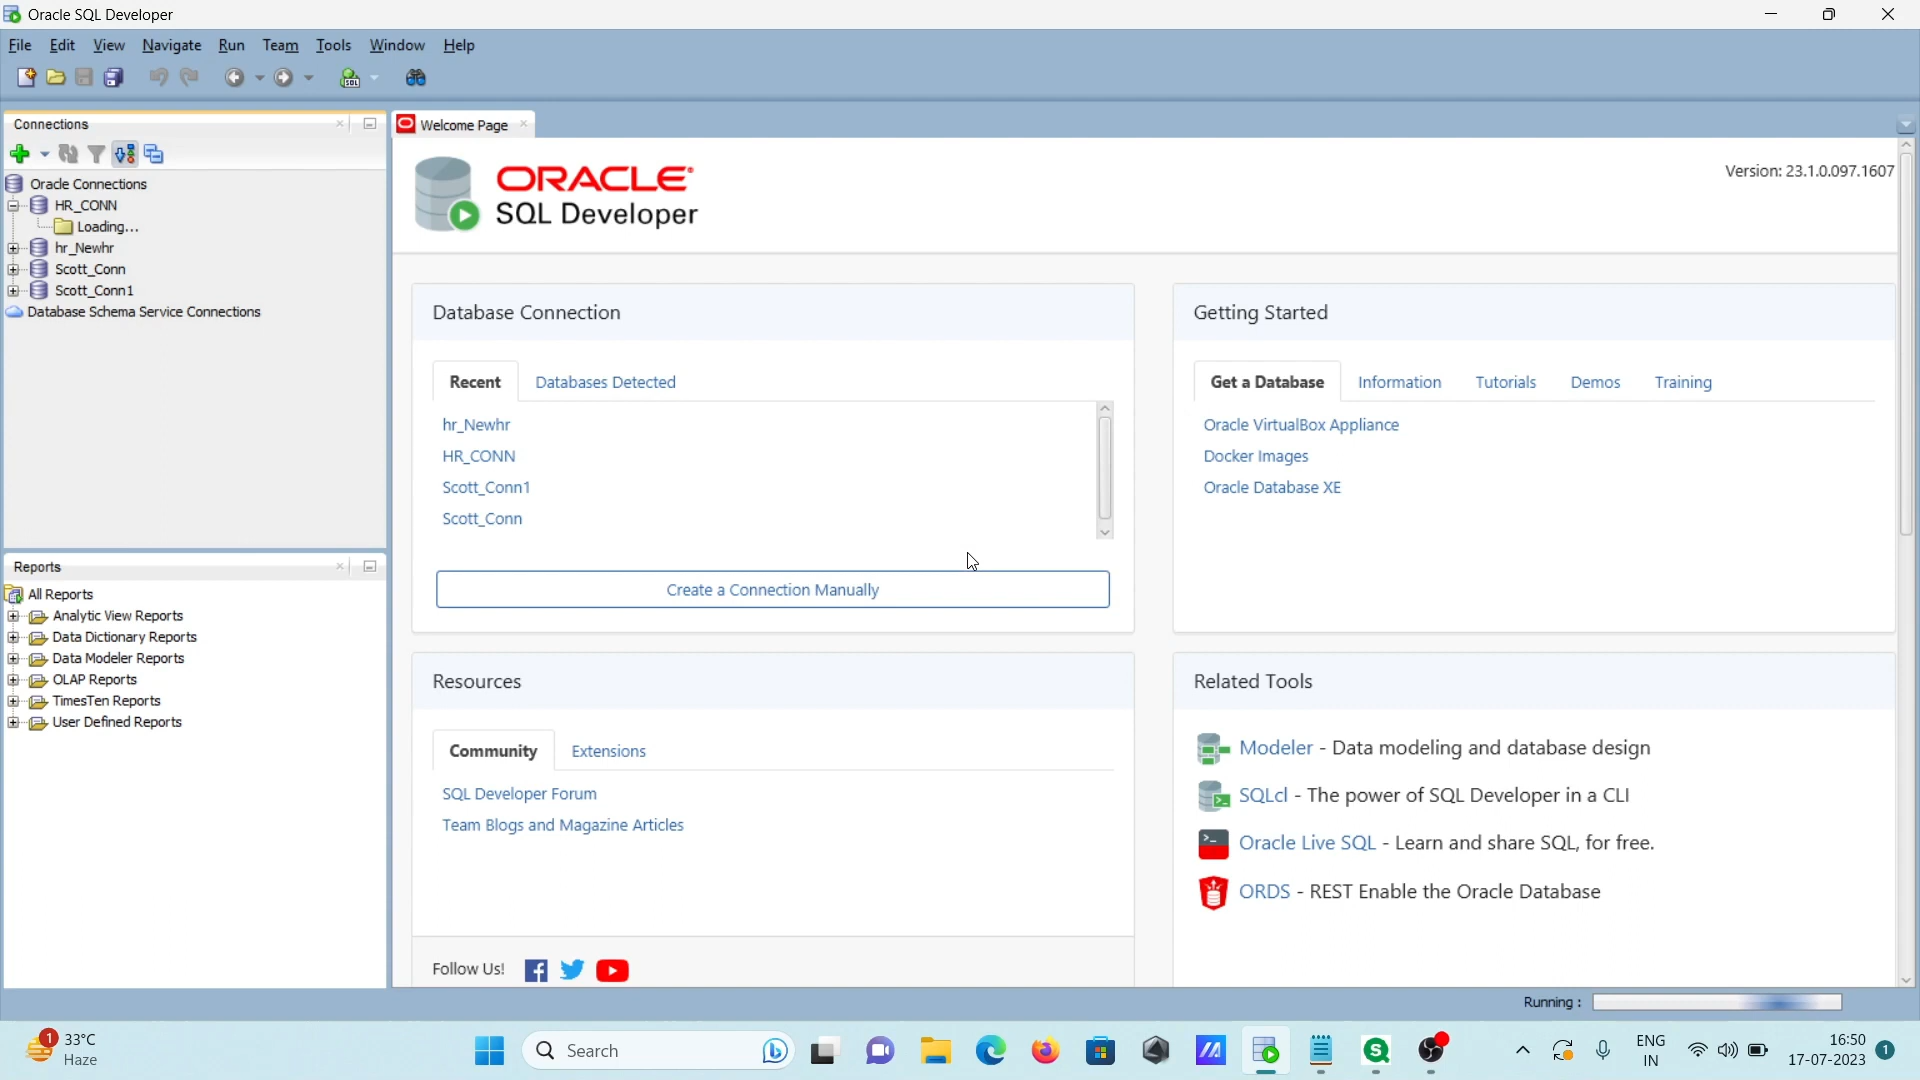 Oracle SQL Developer
File Edit View Navigate Run Team Tools Window Help
SQL
Connections
Oracle Connections
HR_CONN
Loading...
hr_Newhr
Scott_Conn
Scott_Conn1
Database Schema Service Connections
Reports
All Reports
Analytic View Reports
Data Dictionary Reports
Data Modeler Reports
OLAP Reports
TimesTen Reports
User Defined Reports
Welcome Page
ORACLE
SQL Developer
Version: 23.1.0.097.1607
Database Connection
Recent Databases Detected
hr_Newhr
HR_CONN
Scott_Conn1
Scott_Conn
Create a Connection Manually
Getting Started
Get a Database Information Tutorials Demos Training
Oracle VirtualBox Appliance
Docker Images
Oracle Database XE
Resources
Community Extensions
SQL Developer Forum
Team Blogs and Magazine Articles
Follow Us!
Related Tools
Modeler - Data modeling and database design
SQLcl - The power of SQL Developer in a CLI
Oracle Live SQL - Learn and share SQL, for free.
ORDS - REST Enable the Oracle Database
Running :
1
33°C
Haze
Search
ENG
IN
16:50
17-07-2023
1